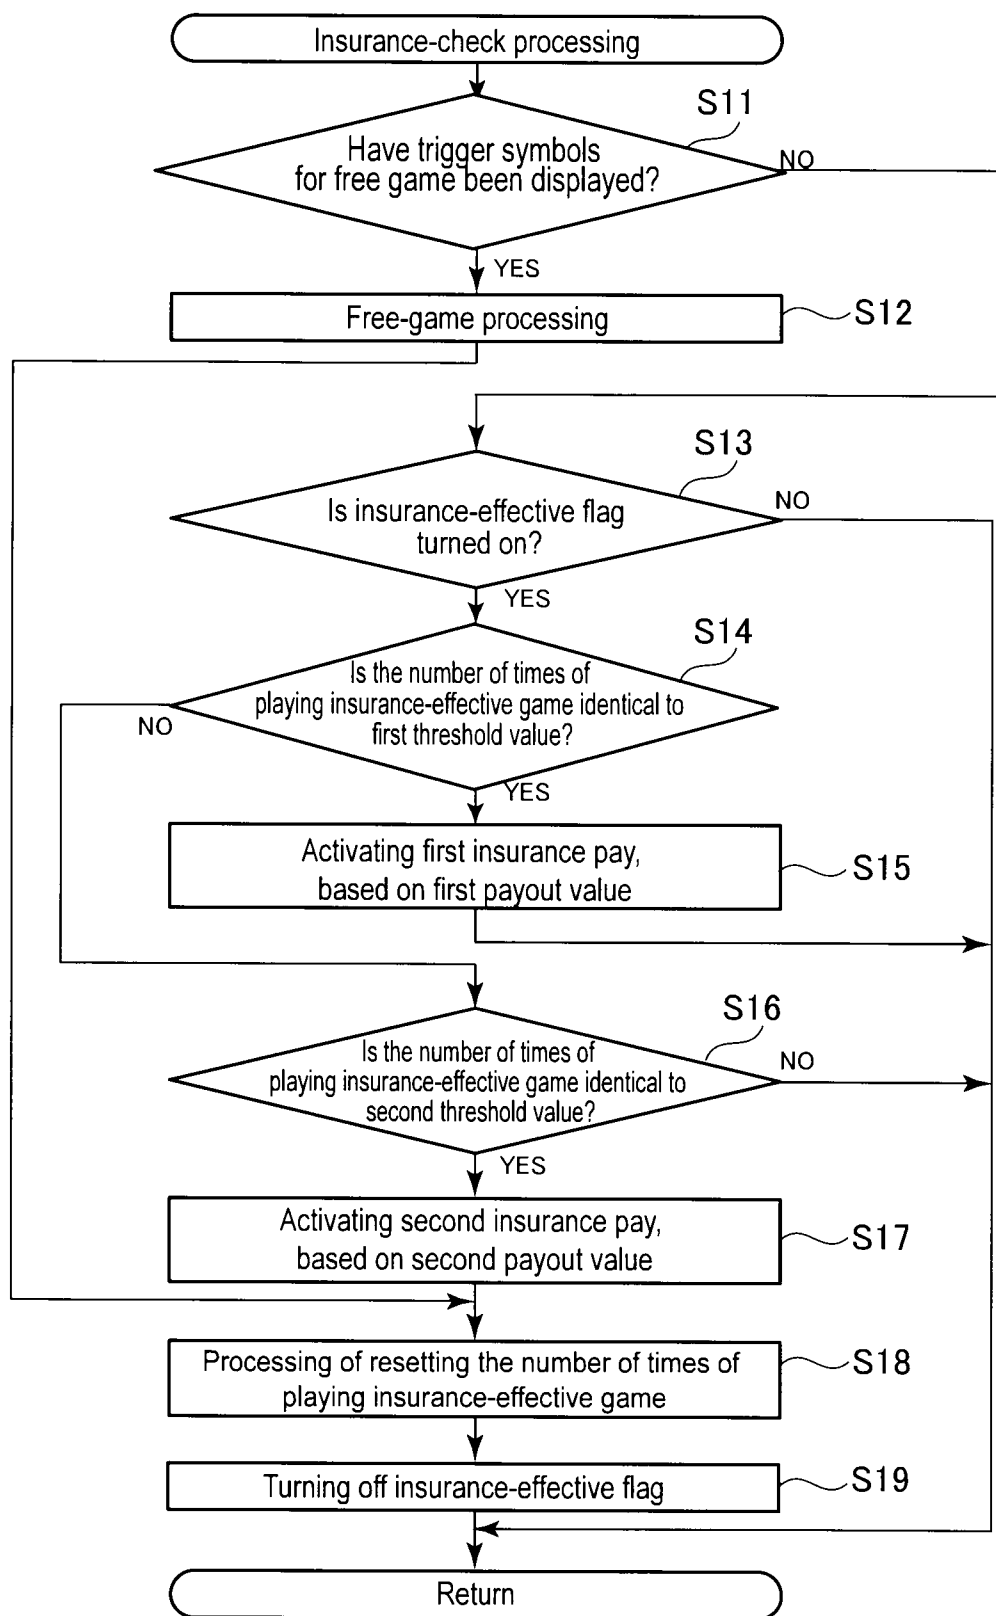 Insurance-check processing
S11
Have trigger symbols
for free game been displayed?
NO
YES
Free-game processing
S12
S13
Is insurance-effective flag
turned on?
NO
YES
S14
Is the number of times of
playing insurance-effective game identical to
first threshold value?
NO
YES
Activating first insurance pay,
based on first payout value
S15
S16
Is the number of times of
playing insurance-effective game identical to
second threshold value?
NO
YES
Activating second insurance pay,
based on second payout value
S17
Processing of resetting the number of times of
playing insurance-effective game
S18
Turning off insurance-effective flag
S19
Return